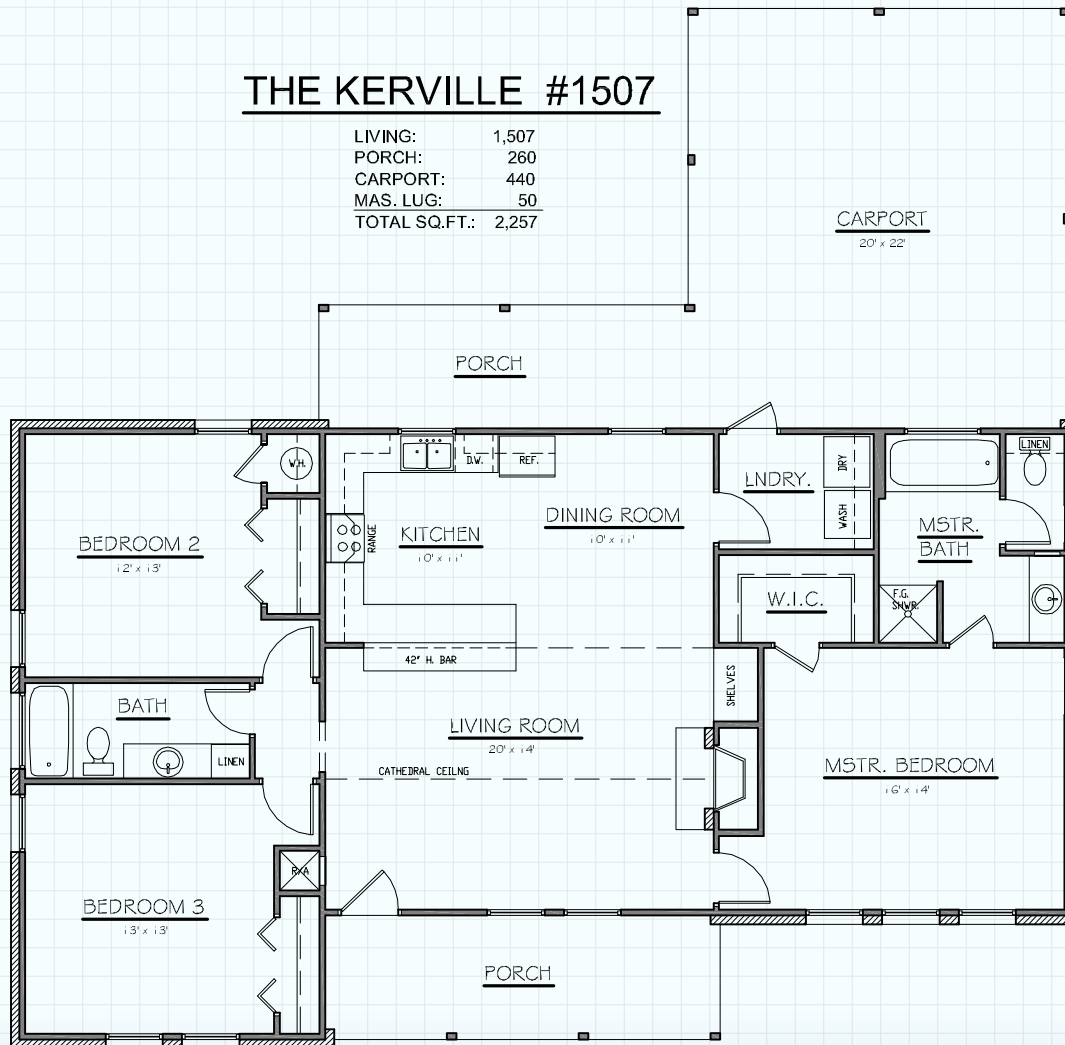 THE KERVILLE #1507
LIVING: 1,507
PORCH: 260
CARPORT: 440
MAS. LUG: 50
TOTAL SQ.FT.: 2,257
CARPORT
20' x 22'
PORCH
W.H.
D.W.
REF.
LNDRY.
DRY
WASH
LINEN
BEDROOM 2
12' x 13'
KITCHEN
10' x 11'
RANGE
DINING ROOM
10' x 11'
MSTR.
BATH
W.I.C.
F.G.
SHWR.
42" H. BAR
SHELVES
BATH
LINEN
LIVING ROOM
20' x 14'
CATHEDRAL CEILNG
MSTR. BEDROOM
16' x 14'
R/A
BEDROOM 3
13' x 13'
PORCH